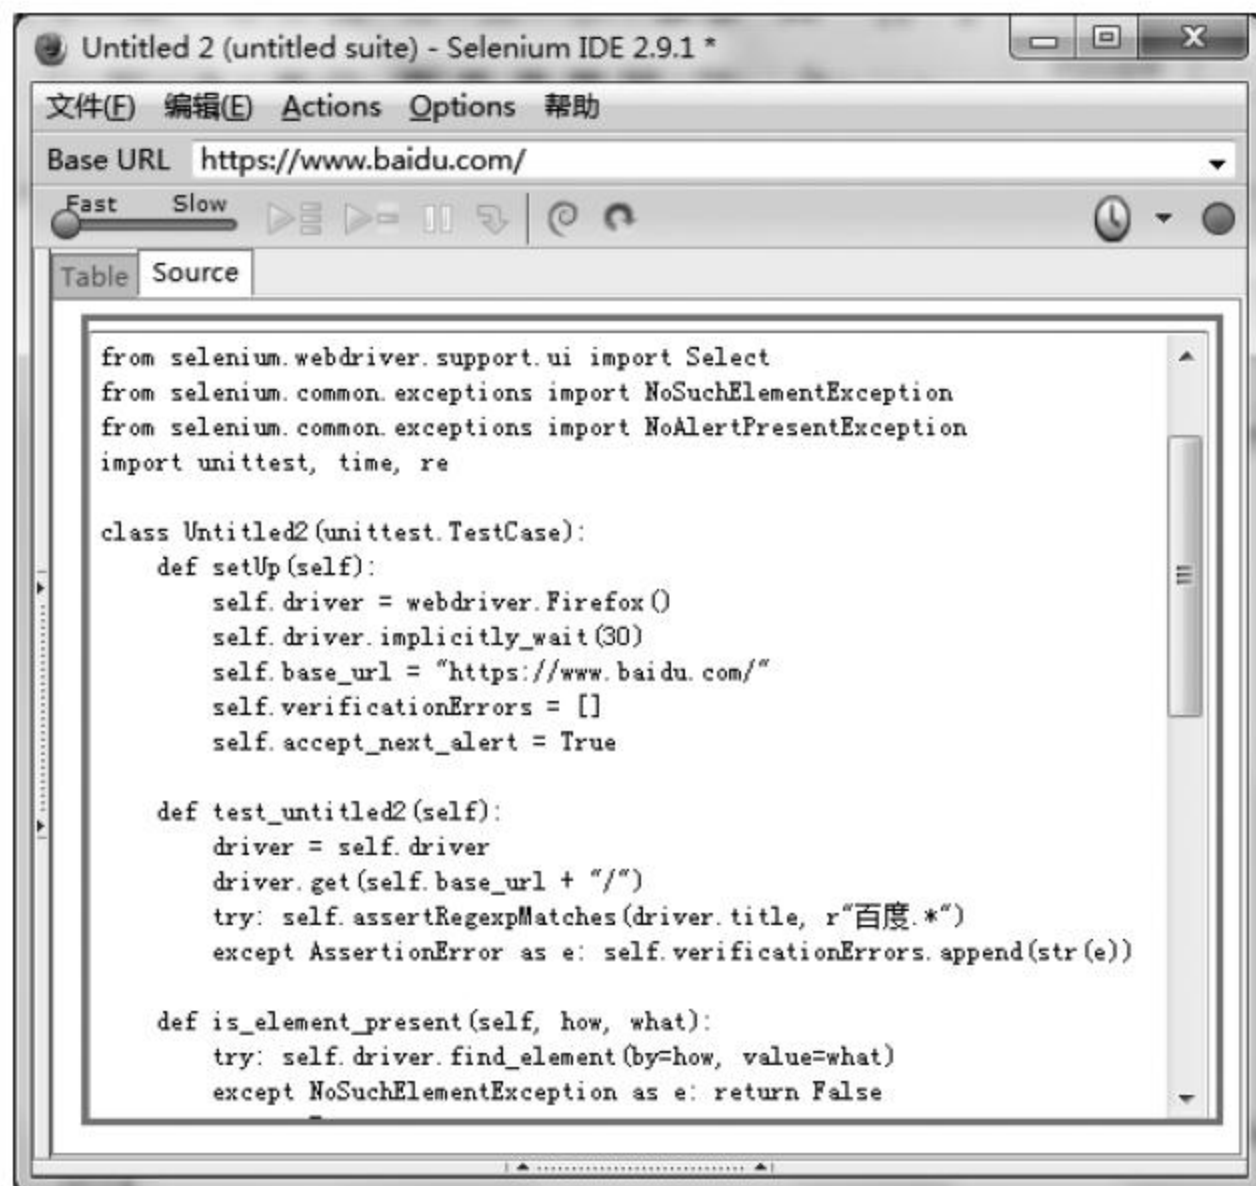 Untitled 2 (untitled suite) - Selenium IDE 2.9.1 *
文件(F) 编辑(E) Actions Options 帮助
Base URL https://www.baidu.com/
Fast Slow
Table Source
from selenium.webdriver.support.ui import Select
from selenium.common.exceptions import NoSuchElementException
from selenium.common.exceptions import NoAlertPresentException
import unittest, time, re
class Untitled2(unittest.TestCase):
def setUp(self):
self.driver = webdriver.Firefox()
self.driver.implicitly_wait(30)
self.base_url = "https://www.baidu.com/"
self.verificationErrors = []
self.accept_next_alert = True
def test_untitled2(self):
driver = self.driver
driver.get(self.base_url + "/")
try: self.assertRegexpMatches(driver.title, r"百度.*")
except AssertionError as e: self.verificationErrors.append(str(e))
def is_element_present(self, how, what):
try: self.driver.find_element(by=how, value=what)
except NoSuchElementException as e: return False